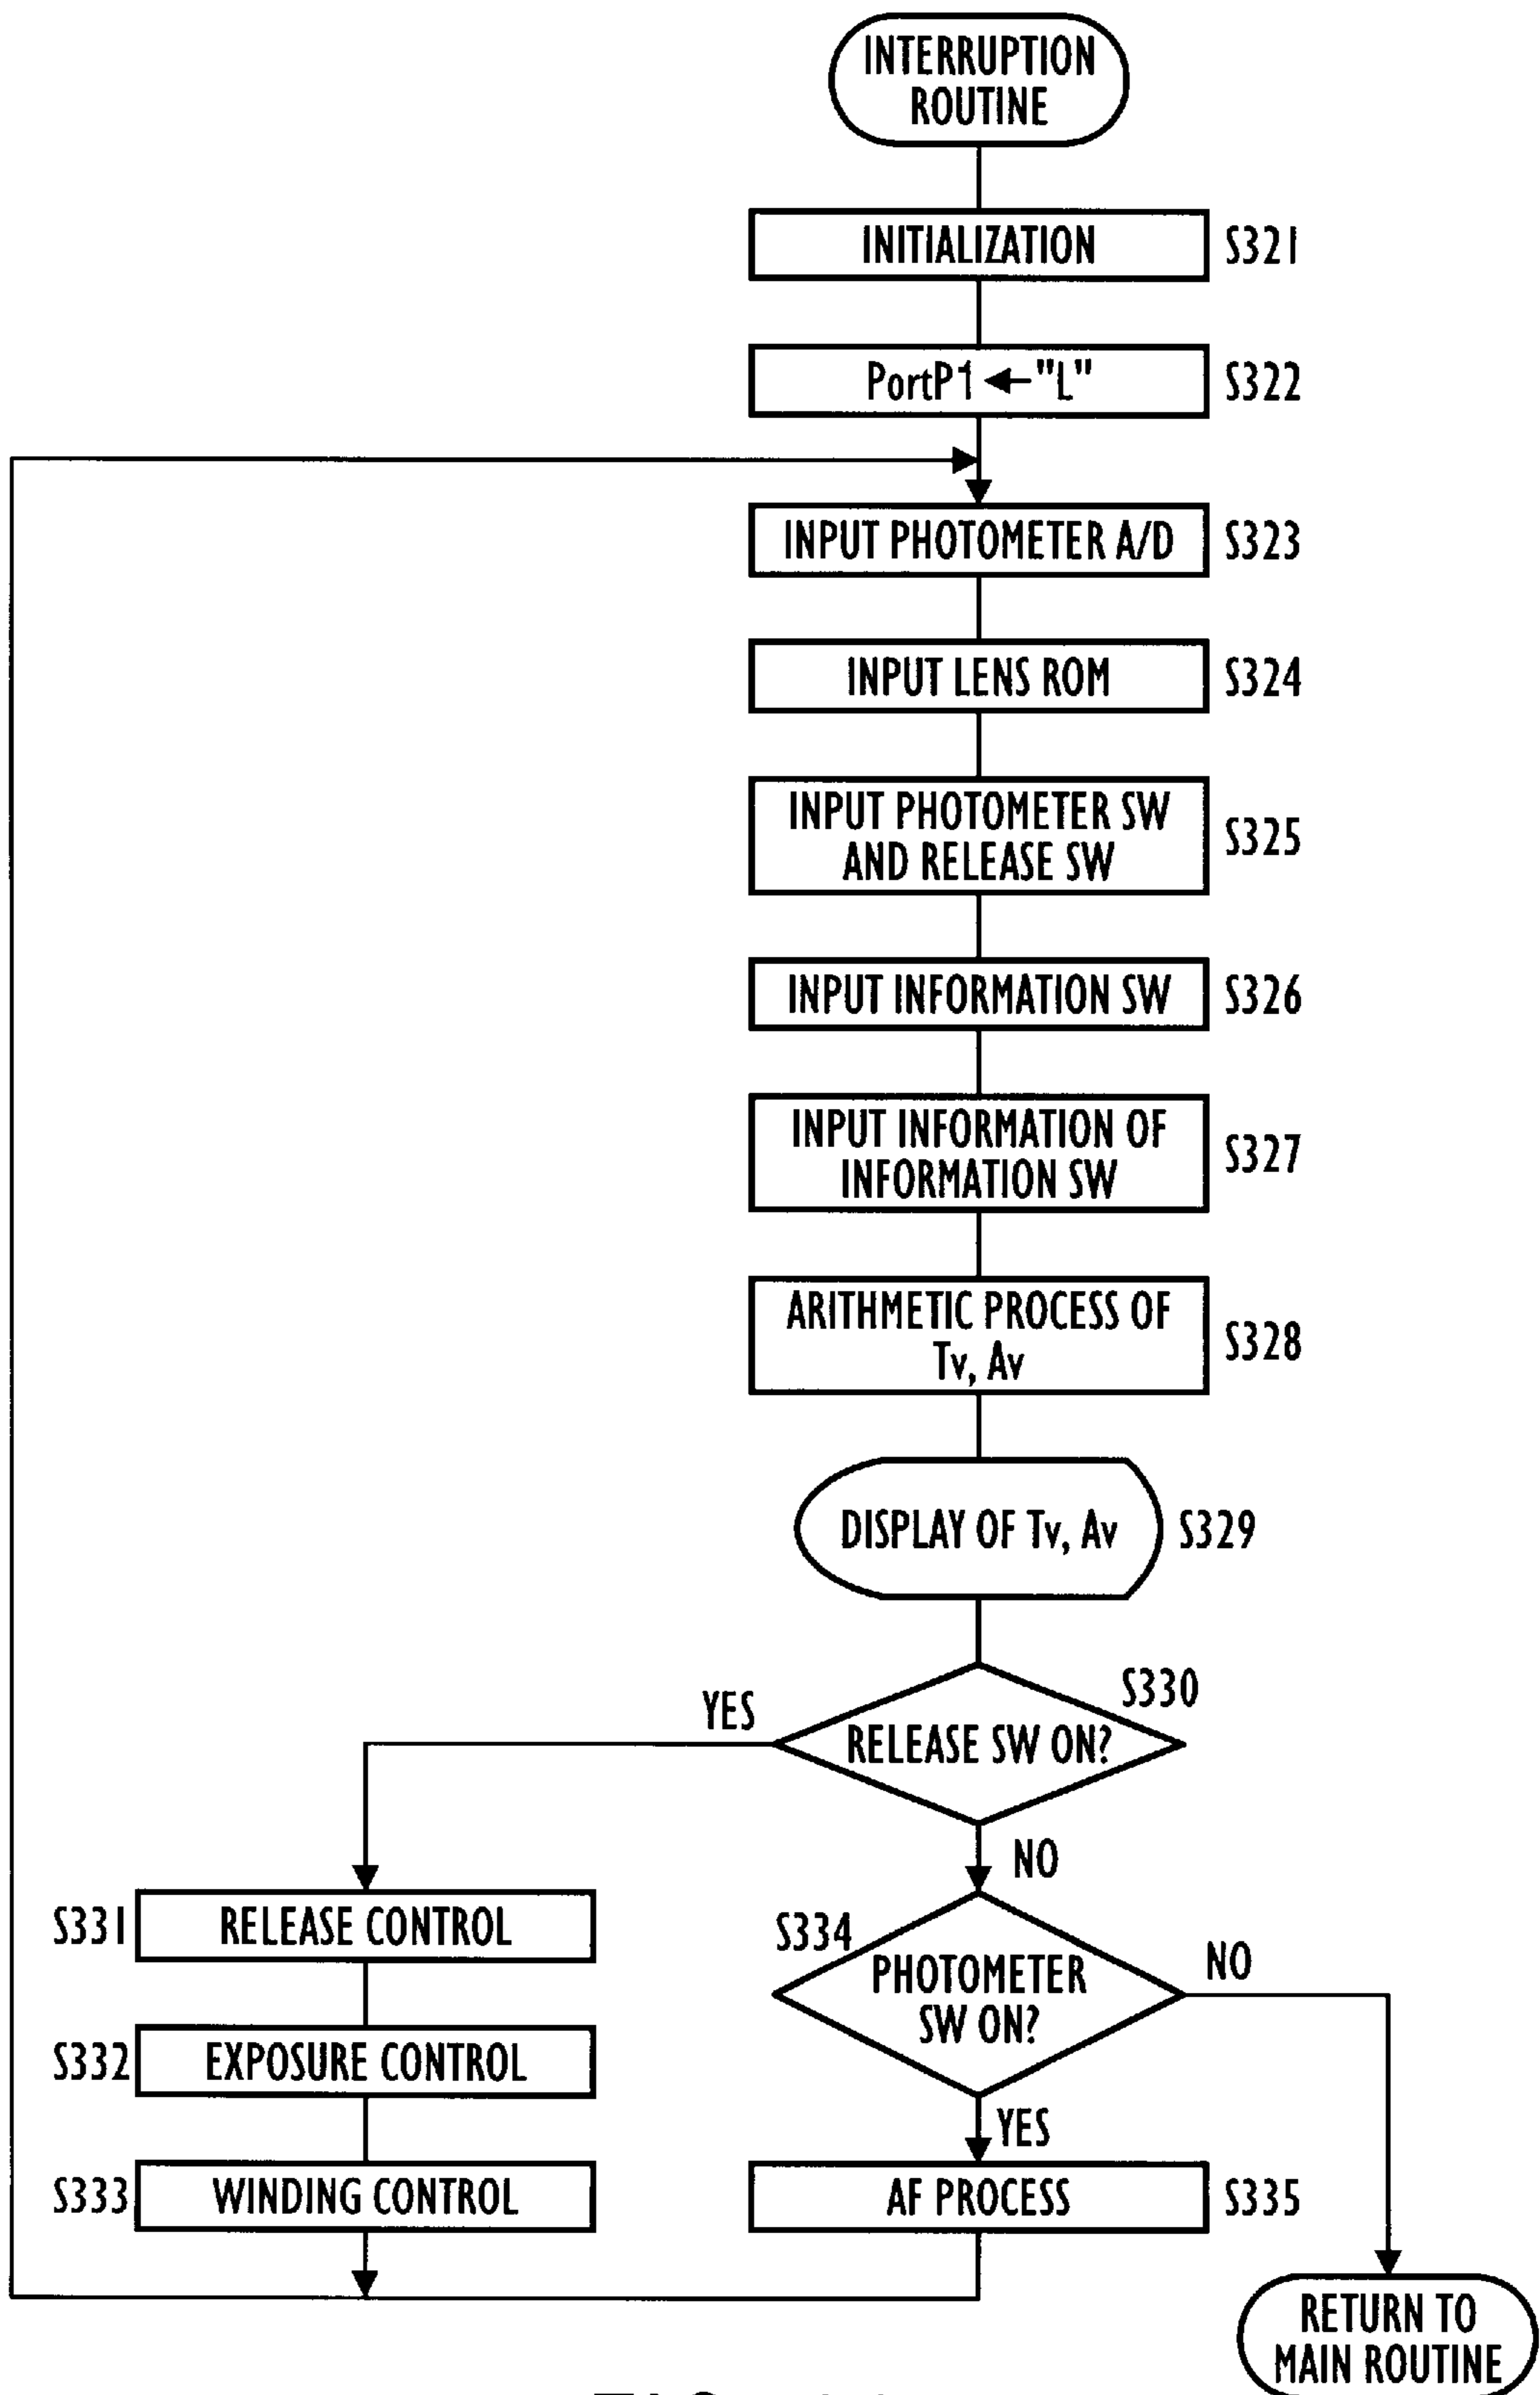 INTERRUPTION
ROUTINE
INITIALIZATION
S321
PortP1 ←"L"
S322
INPUT PHOTOMETER A/D
S323
INPUT LENS ROM
S324
INPUT PHOTOMETER SW
AND RELEASE SW
S325
INPUT INFORMATION SW
S326
INPUT INFORMATION OF
INFORMATION SW
S327
ARITHMETIC PROCESS OF
Tv, Av
S328
DISPLAY OF Tv, Av
S329
S330
YES
RELEASE SW ON?
NO
S331
RELEASE CONTROL
S334
PHOTOMETER
SW ON?
NO
S332
EXPOSURE CONTROL
YES
S333
WINDING CONTROL
AF PROCESS
S335
RETURN TO
MAIN ROUTINE